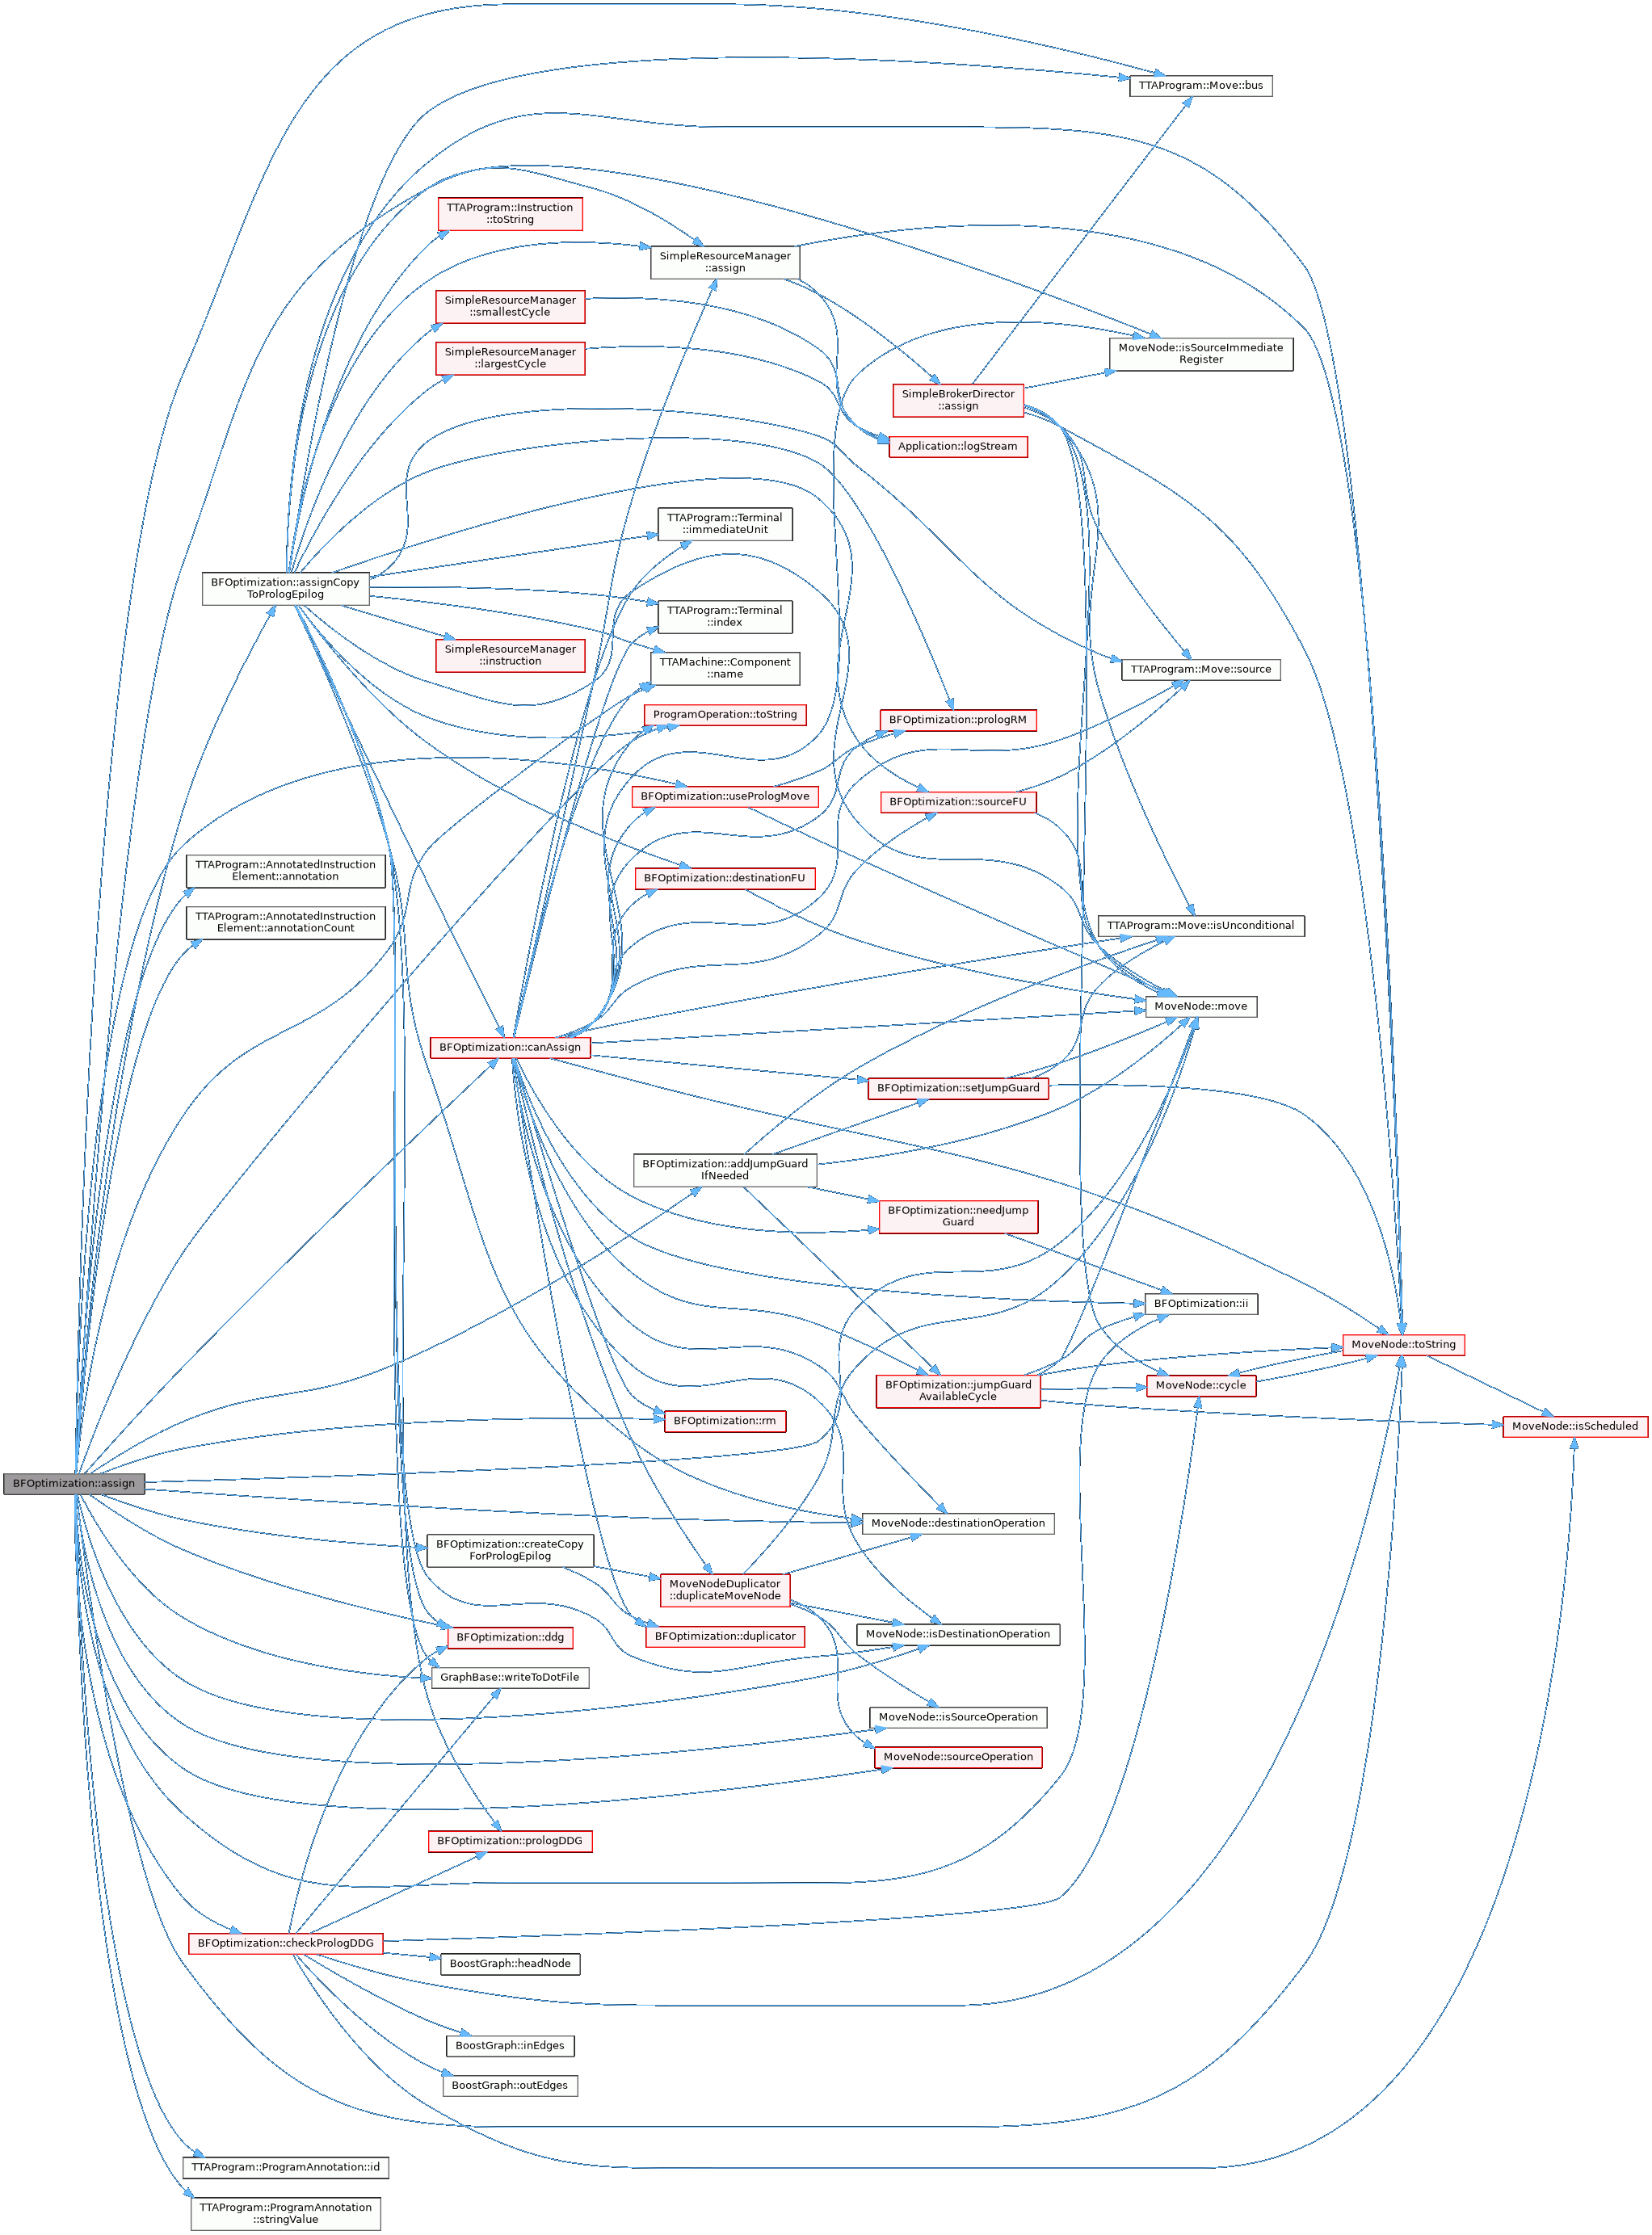 TTAProgram::Move::bus
TTAProgram::Instruction
::toString
SimpleResourceManager
::assign
SimpleResourceManager
::smallestCycle
SimpleResourceManager
::largestCycle
MoveNode::isSourceImmediate
Register
SimpleBrokerDirector
::assign
Application::logStream
TTAProgram::Terminal
::immediateUnit
BFOptimization::assignCopy
ToPrologEpilog
TTAProgram::Terminal
::index
SimpleResourceManager
::instruction
TTAMachine::Component
::name
TTAProgram::Move::source
ProgramOperation::toString
BFOptimization::prologRM
BFOptimization::usePrologMove
BFOptimization::sourceFU
TTAProgram::AnnotatedInstruction
Element::annotation
BFOptimization::destinationFU
TTAProgram::AnnotatedInstruction
Element::annotationCount
TTAProgram::Move::isUnconditional
MoveNode::move
BFOptimization::canAssign
BFOptimization::setJumpGuard
BFOptimization::addJumpGuard
IfNeeded
BFOptimization::needJump
Guard
BFOptimization::ii
MoveNode::toString
BFOptimization::jumpGuard
AvailableCycle
MoveNode::cycle
BFOptimization::rm
MoveNode::isScheduled
BFOptimization::assign
MoveNode::destinationOperation
BFOptimization::createCopy
ForPrologEpilog
MoveNodeDuplicator
::duplicateMoveNode
BFOptimization::ddg
BFOptimization::duplicator
MoveNode::isDestinationOperation
GraphBase::writeToDotFile
MoveNode::isSourceOperation
MoveNode::sourceOperation
BFOptimization::prologDDG
BFOptimization::checkPrologDDG
BoostGraph::headNode
BoostGraph::inEdges
BoostGraph::outEdges
TTAProgram::ProgramAnnotation::id
TTAProgram::ProgramAnnotation
::stringValue